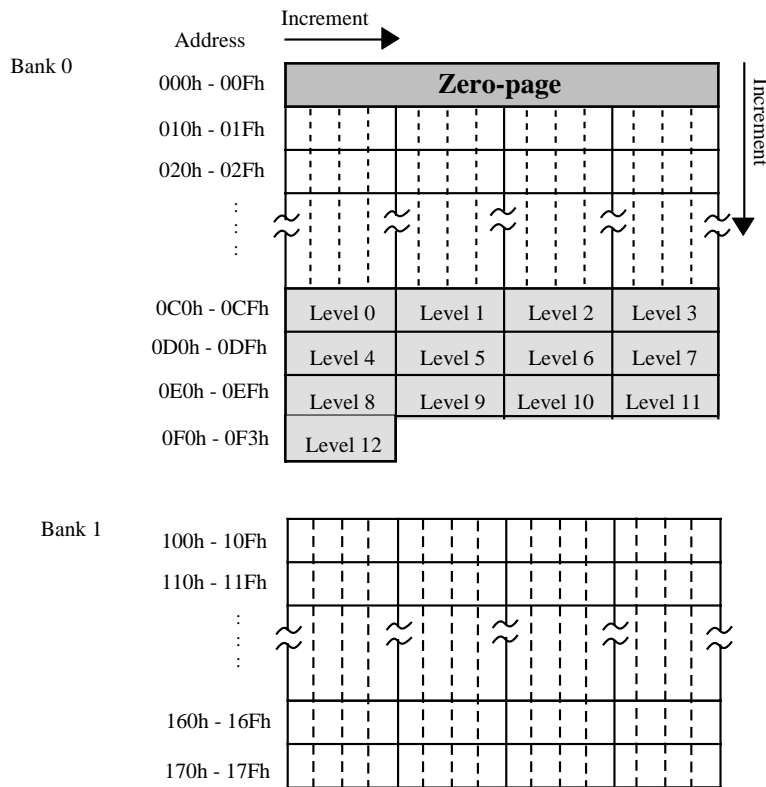 Increment
Address
Bank 0
000h - 00Fh
Zero-page
Increment
010h - 01Fh
020h - 02Fh
0C0h - 0CFh
Level 0
Level 1
Level 2
Level 3
0D0h - 0DFh
Level 4
Level 5
Level 6
Level 7
0E0h - 0EFh
Level 8
Level 9
Level 10
Level 11
0F0h - 0F3h
Level 12
Bank 1
100h - 10Fh
110h - 11Fh
160h - 16Fh
170h - 17Fh